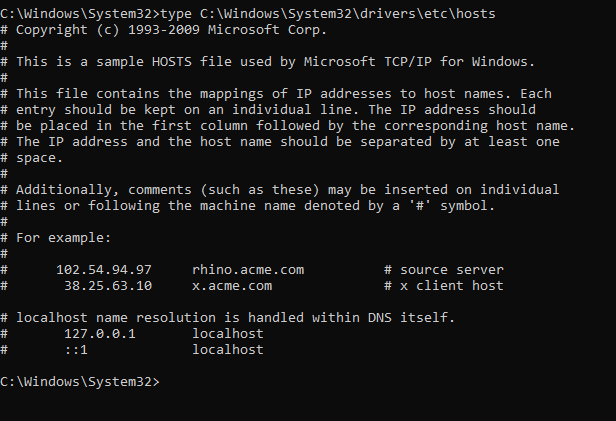 C:\Windows\System32>type C:\Windows\System32\drivers\etc\hosts
# Copyright (c) 1993-2009 Microsoft Corp.
#
# This is a sample HOSTS file used by Microsoft TCP/IP for Windows.
#
# This file contains the mappings of IP addresses to host names. Each
# entry should be kept on an individual line. The IP address should
# be placed in the first column followed by the corresponding host name.
# The IP address and the host name should be separated by at least one
# space.
#
# Additionally, comments (such as these) may be inserted on individual
# lines or following the machine name denoted by a '#' symbol.
#
# For example:
#
#      102.54.94.97     rhino.acme.com          # source server
#       38.25.63.10     x.acme.com              # x client host

# localhost name resolution is handled within DNS itself.
#       127.0.0.1       localhost
#       ::1             localhost

C:\Windows\System32>